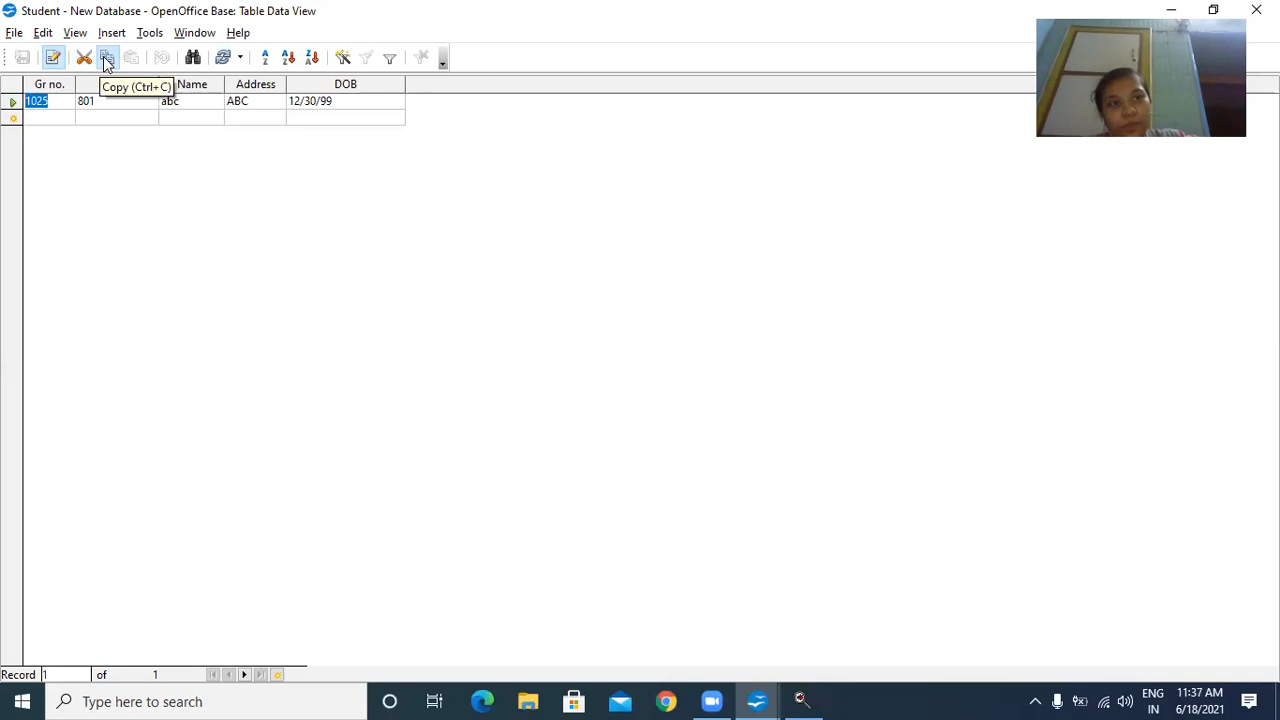 Student - New Database - OpenOffice Base: Table Data View
File Edit View Insert Tools Window Help
Copy (Ctrl+C)
Gr no. Name Address DOB
1025 801 abc ABC 12/30/99
Record 1 of 1
Type here to search
ENG
IN
11:37 AM
6/18/2021